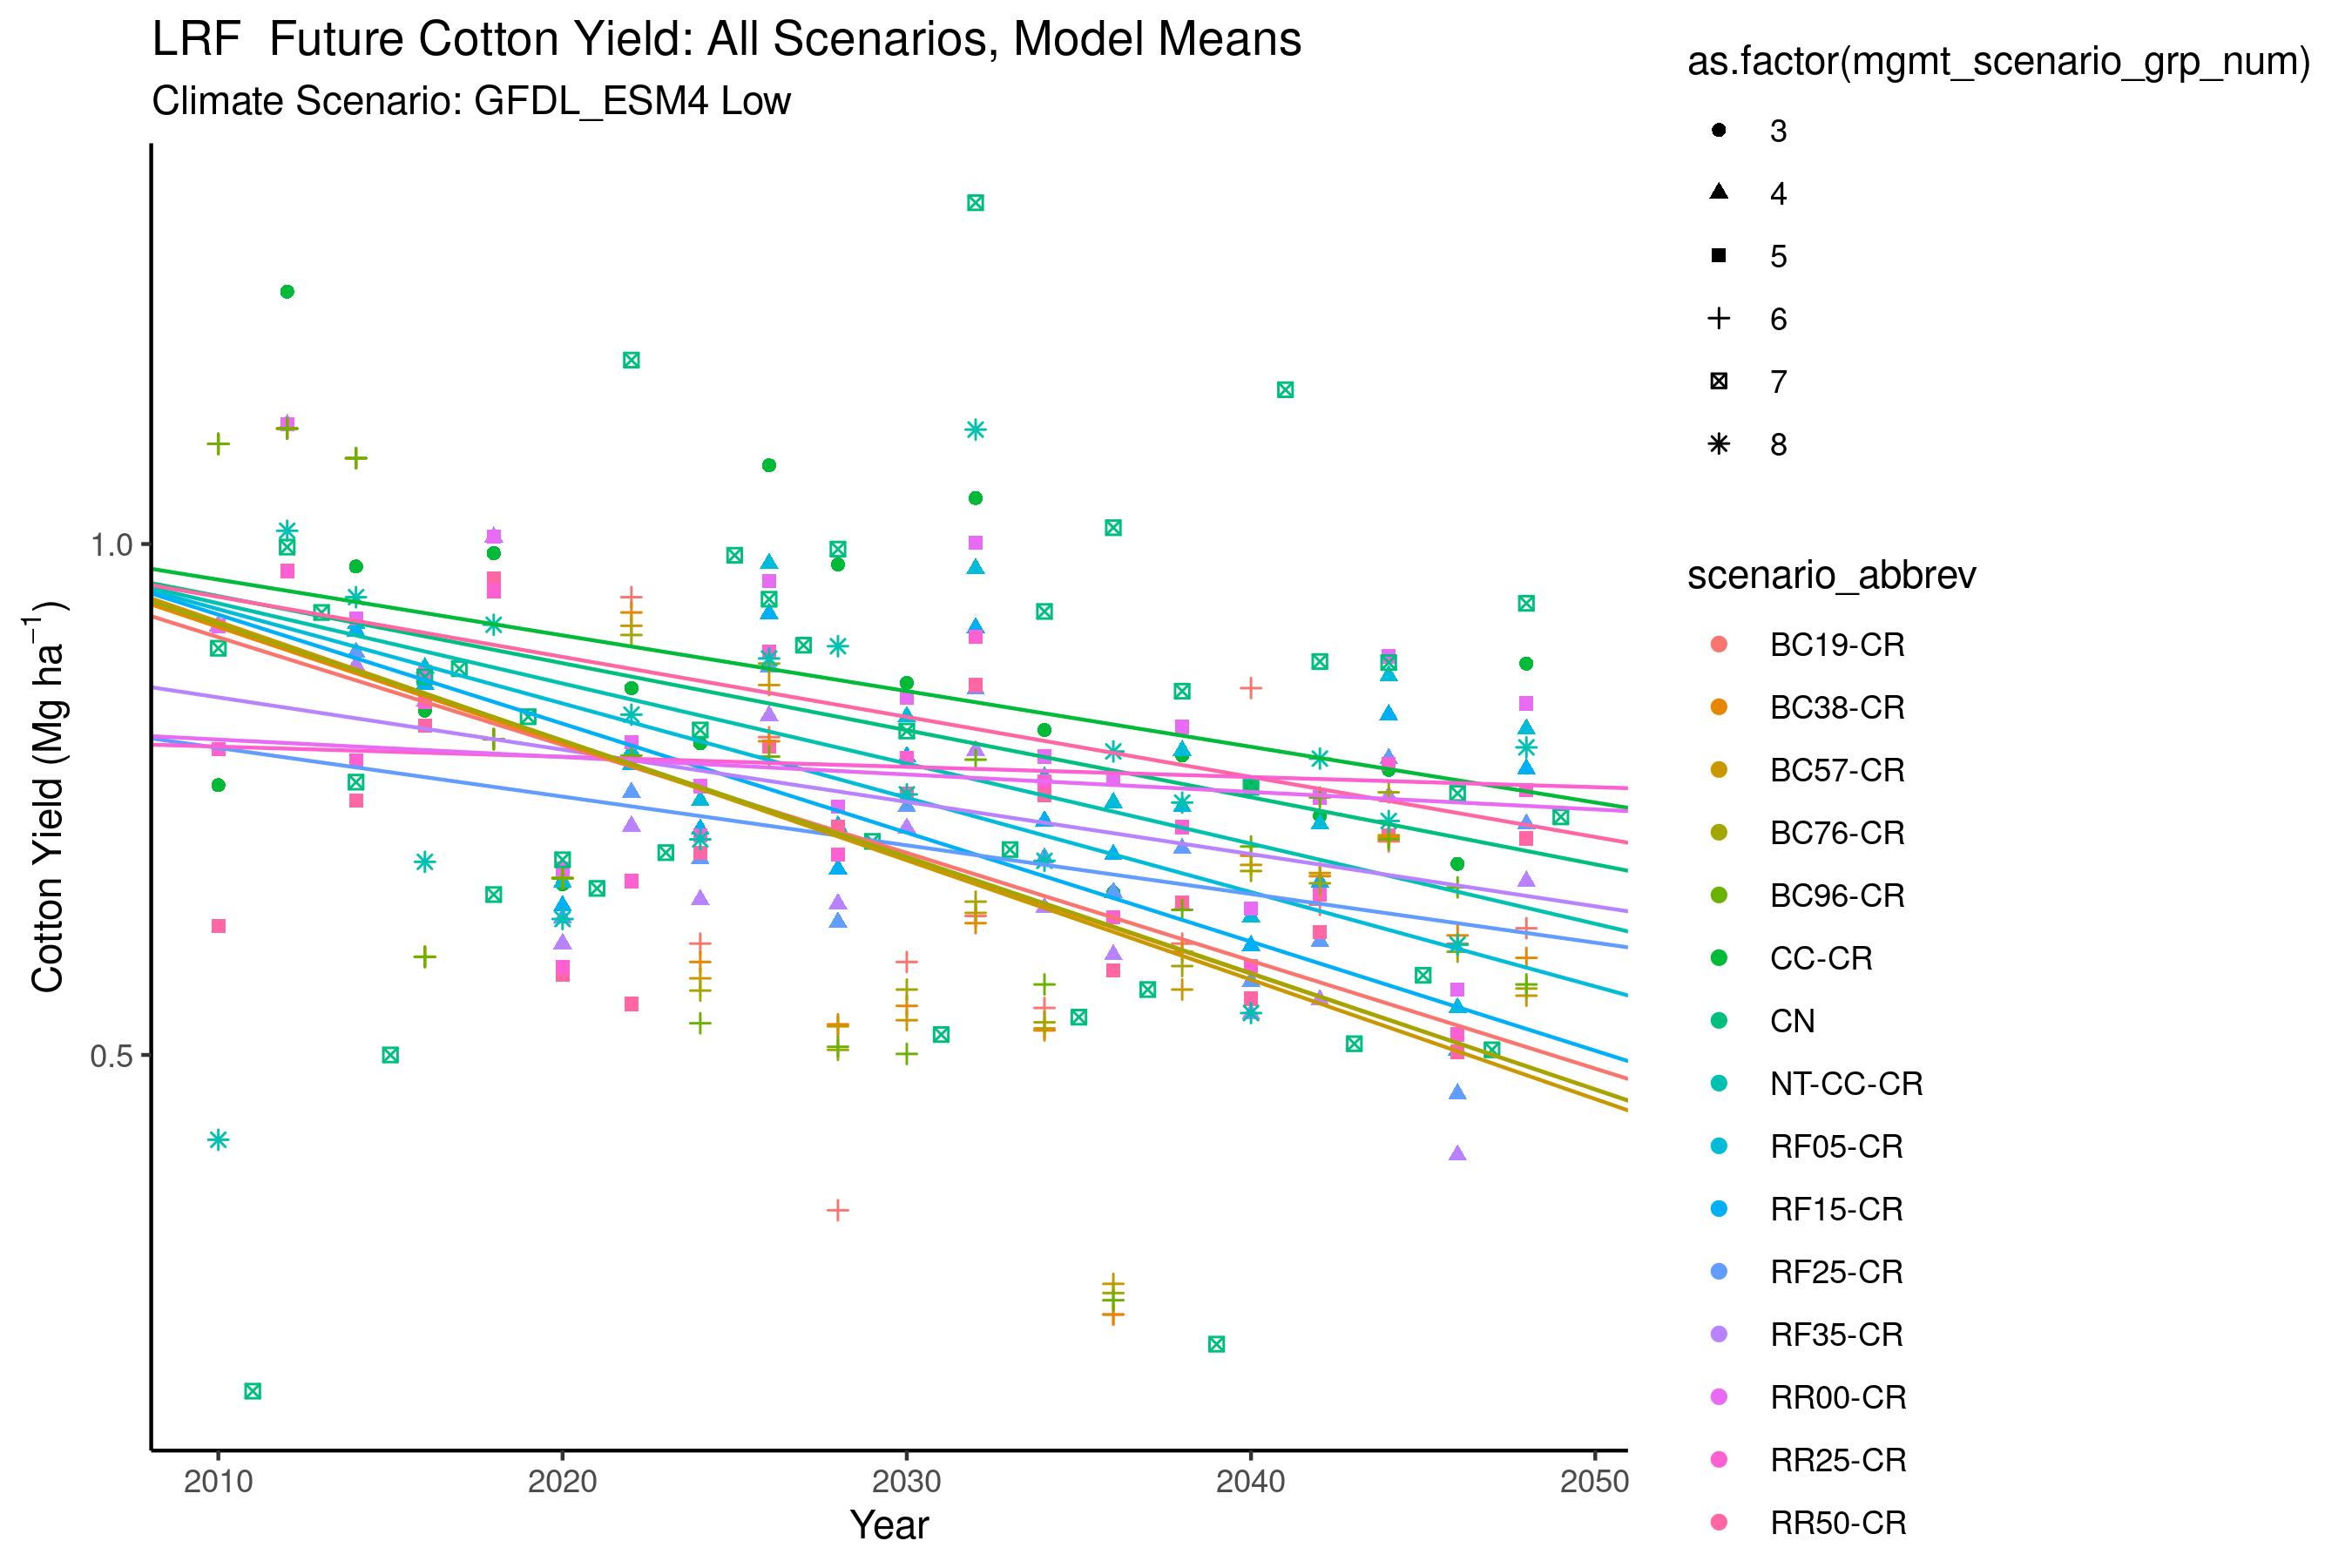 LRF  Future Cotton Yield: All Scenarios, Model Means
Climate Scenario: GFDL_ESM4 Low
Cotton Yield (Mg ha⁻¹)
1.0
0.5
2010
2020
2030
2040
2050
Year
as.factor(mgmt_scenario_grp_num)
3
4
5
6
7
8
scenario_abbrev
BC19-CR
BC38-CR
BC57-CR
BC76-CR
BC96-CR
CC-CR
CN
NT-CC-CR
RF05-CR
RF15-CR
RF25-CR
RF35-CR
RR00-CR
RR25-CR
RR50-CR